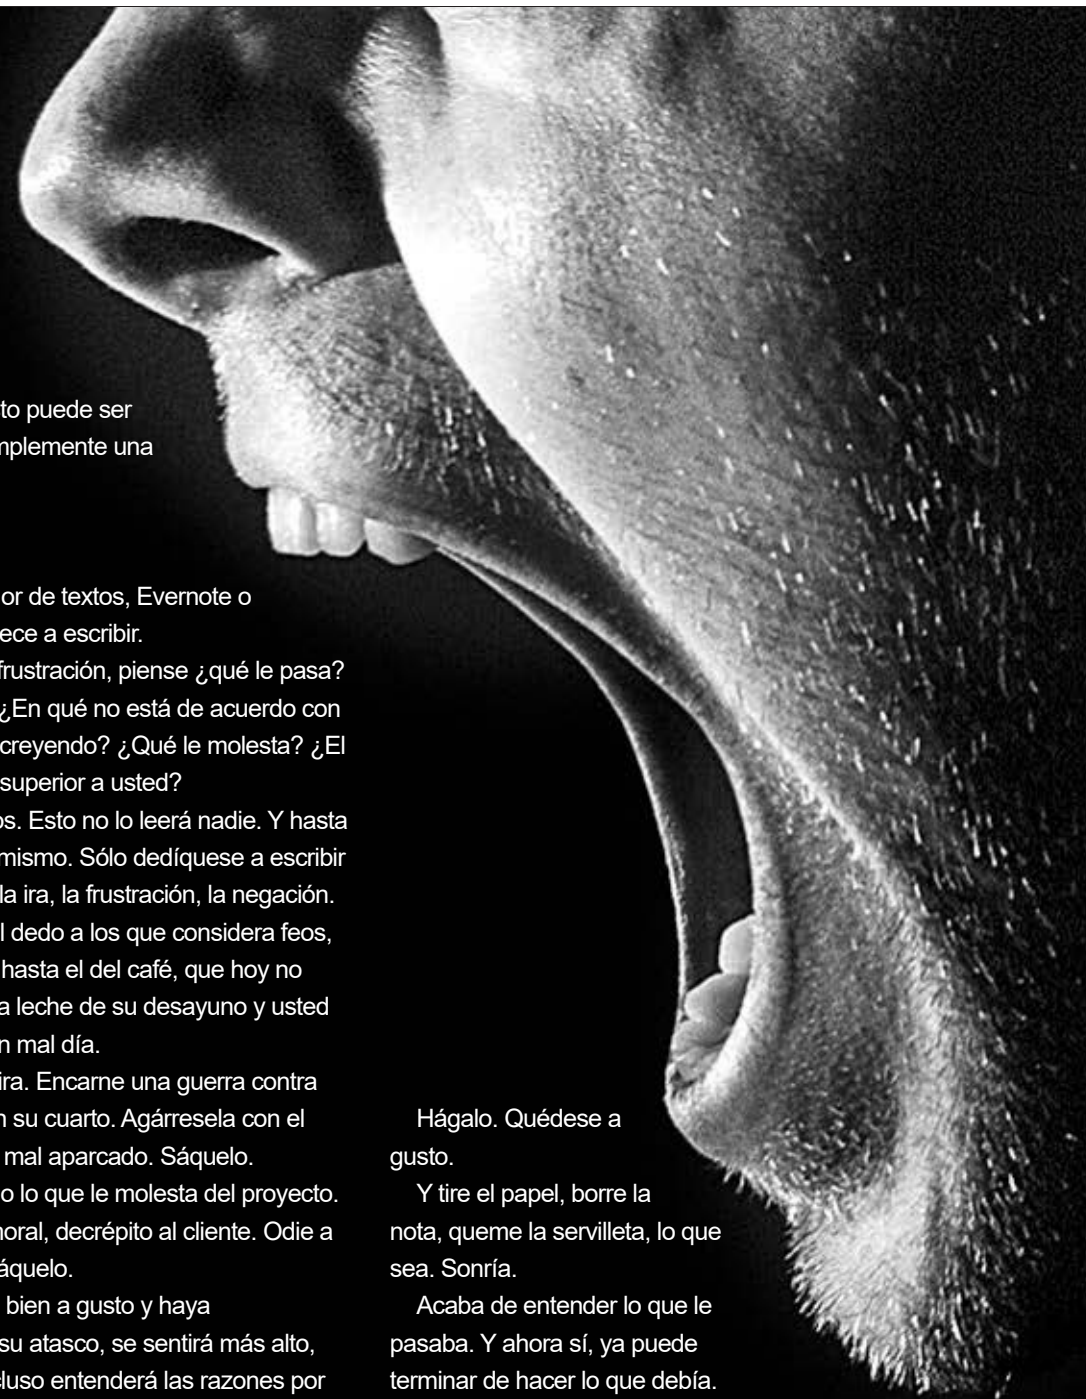 to puede ser
mplemente una
or de textos, Evernote o
ece a escribir.
frustración, piense ¿qué le pasa?
¿En qué no está de acuerdo con
creyendo? ¿Qué le molesta? ¿El
superior a usted?
os. Esto no lo leerá nadie. Y hasta
mismo. Sólo dedíquese a escribir
la ira, la frustración, la negación.
l dedo a los que considera feos,
hasta el del café, que hoy no
a leche de su desayuno y usted
n mal día.
ira. Encarne una guerra contra
n su cuarto. Agárresela con el
mal aparcado. Sáquelo.
o lo que le molesta del proyecto.
noral, decrépito al cliente. Odie a
áquelo.
bien a gusto y haya
su atasco, se sentirá más alto,
cluso entenderá las razones por
Hágalo. Quédese a
gusto.
Y tire el papel, borre la
nota, queme la servilleta, lo que
sea. Sonría.
Acaba de entender lo que le
pasaba. Y ahora sí, ya puede
terminar de hacer lo que debía.